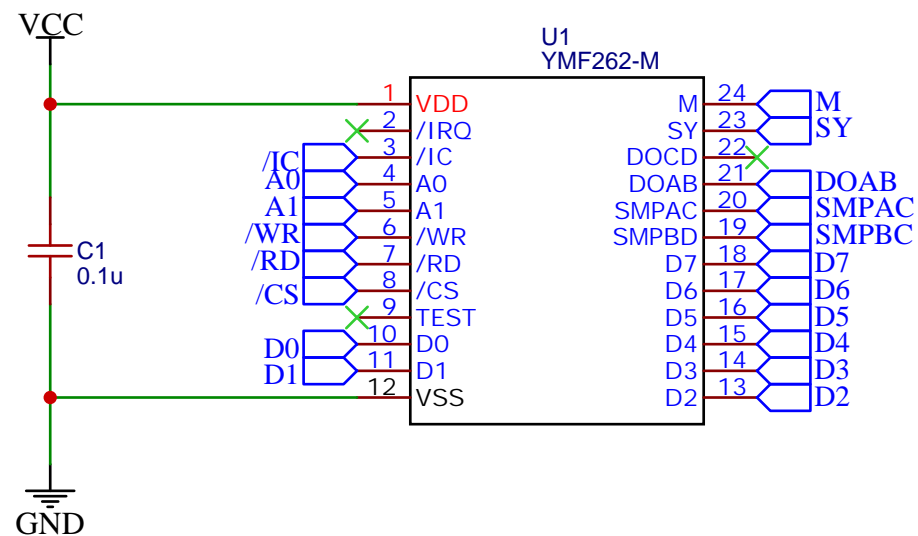 VCC
U1
YMF262-M
1 VDD M 24 M
2 /IRQ SY 23 SY
/IC 3 /IC DOCD 22
A0 4 A0 DOAB 21 DOAB
A1 5 A1 SMPAC 20 SMPAC
/WR 6 /WR SMPBD 19 SMPBC
/RD 7 /RD D7 18 D7
/CS 8 /CS D6 17 D6
9 TEST D5 16 D5
D0 10 D0 D4 15 D4
D1 11 D1 D3 14 D3
12 VSS D2 13 D2
C1
0.1u
GND